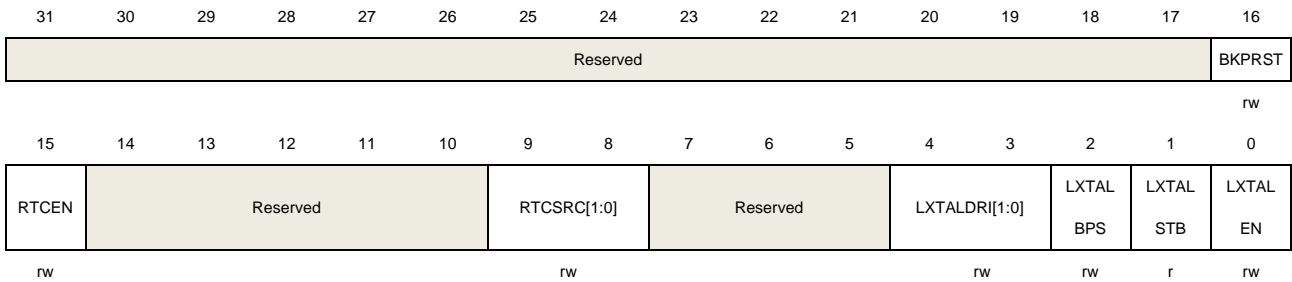 31 30 29 28 27 26 25 24 23 22 21 20 19 18 17 16
Reserved BKPRST
rw
15 14 13 12 11 10 9 8 7 6 5 4 3 2 1 0
RTCEN Reserved RTCSRC[1:0] Reserved LXTALDRI[1:0] LXTAL BPS LXTAL STB LXTAL EN
rw rw rw rw r rw